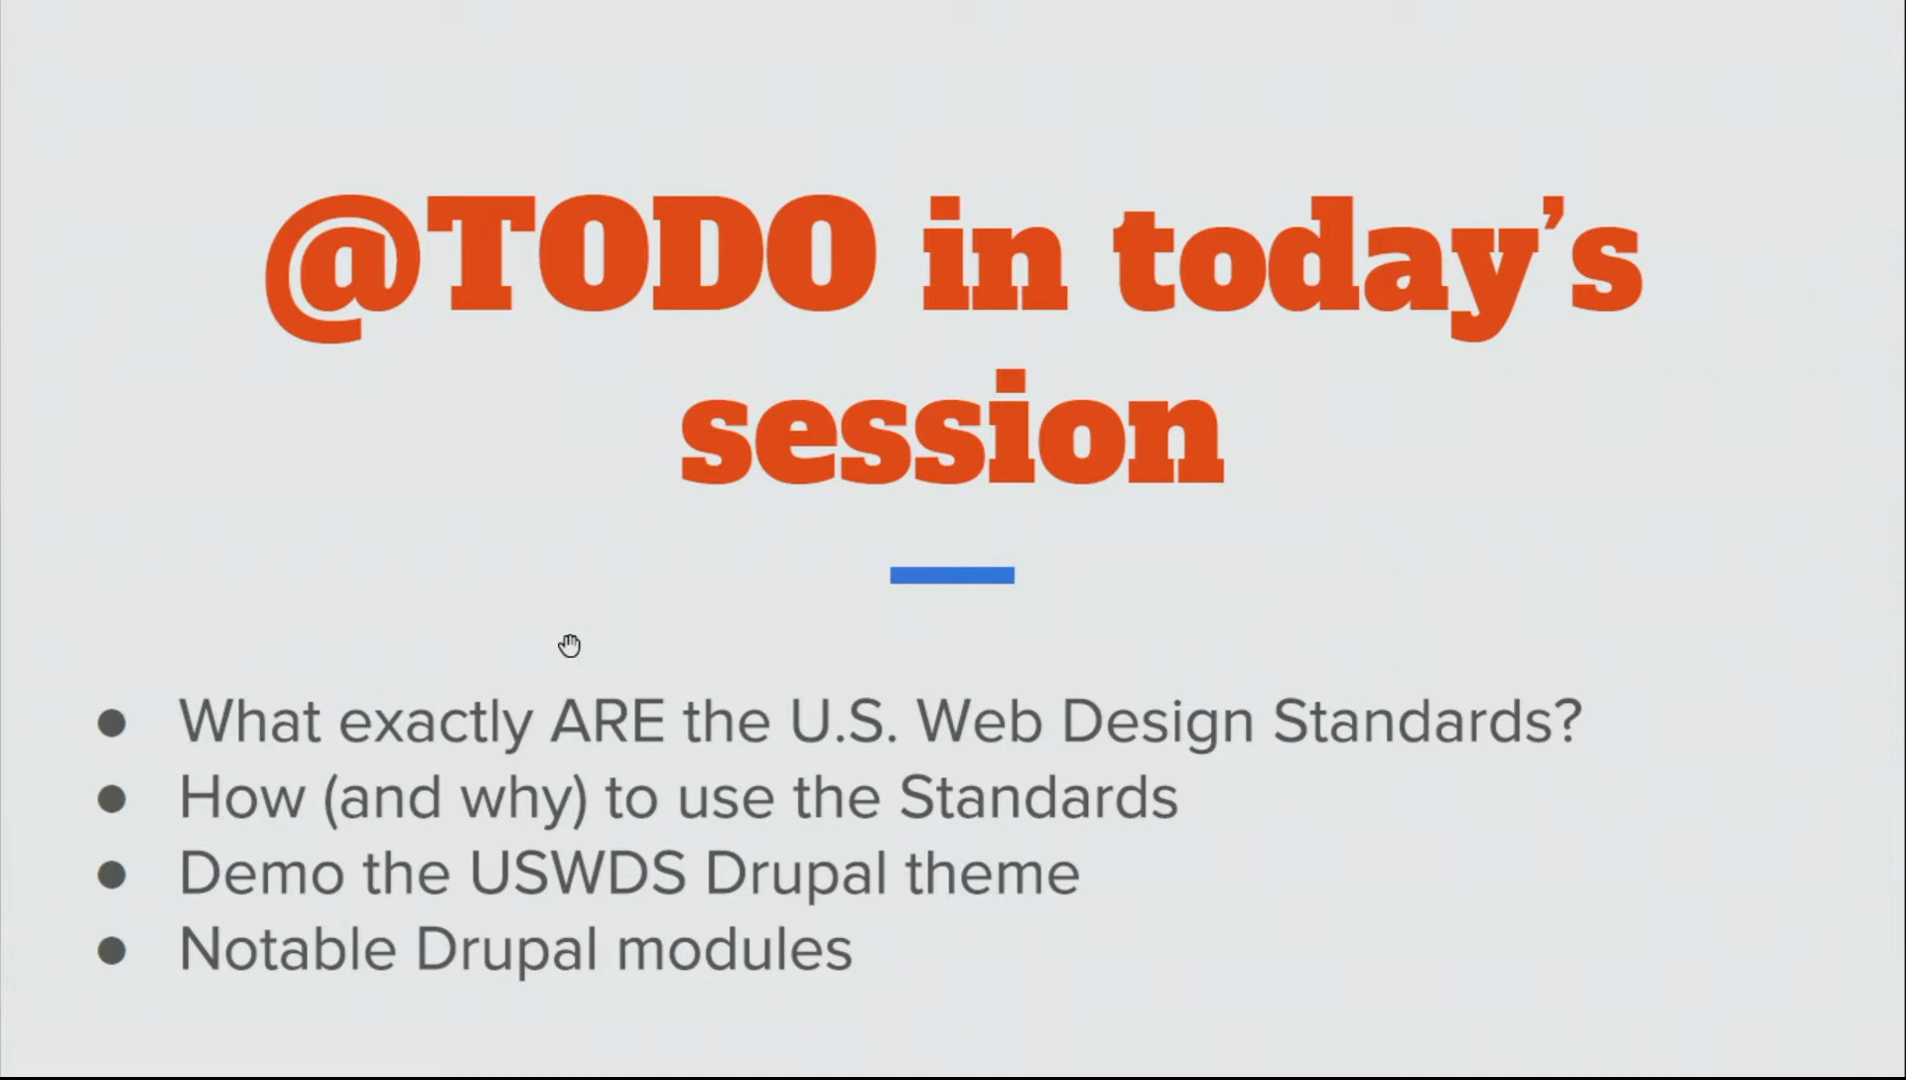 @TODO in today’s
session
● What exactly ARE the U.S. Web Design Standards?
● How (and why) to use the Standards
● Demo the USWDS Drupal theme
● Notable Drupal modules